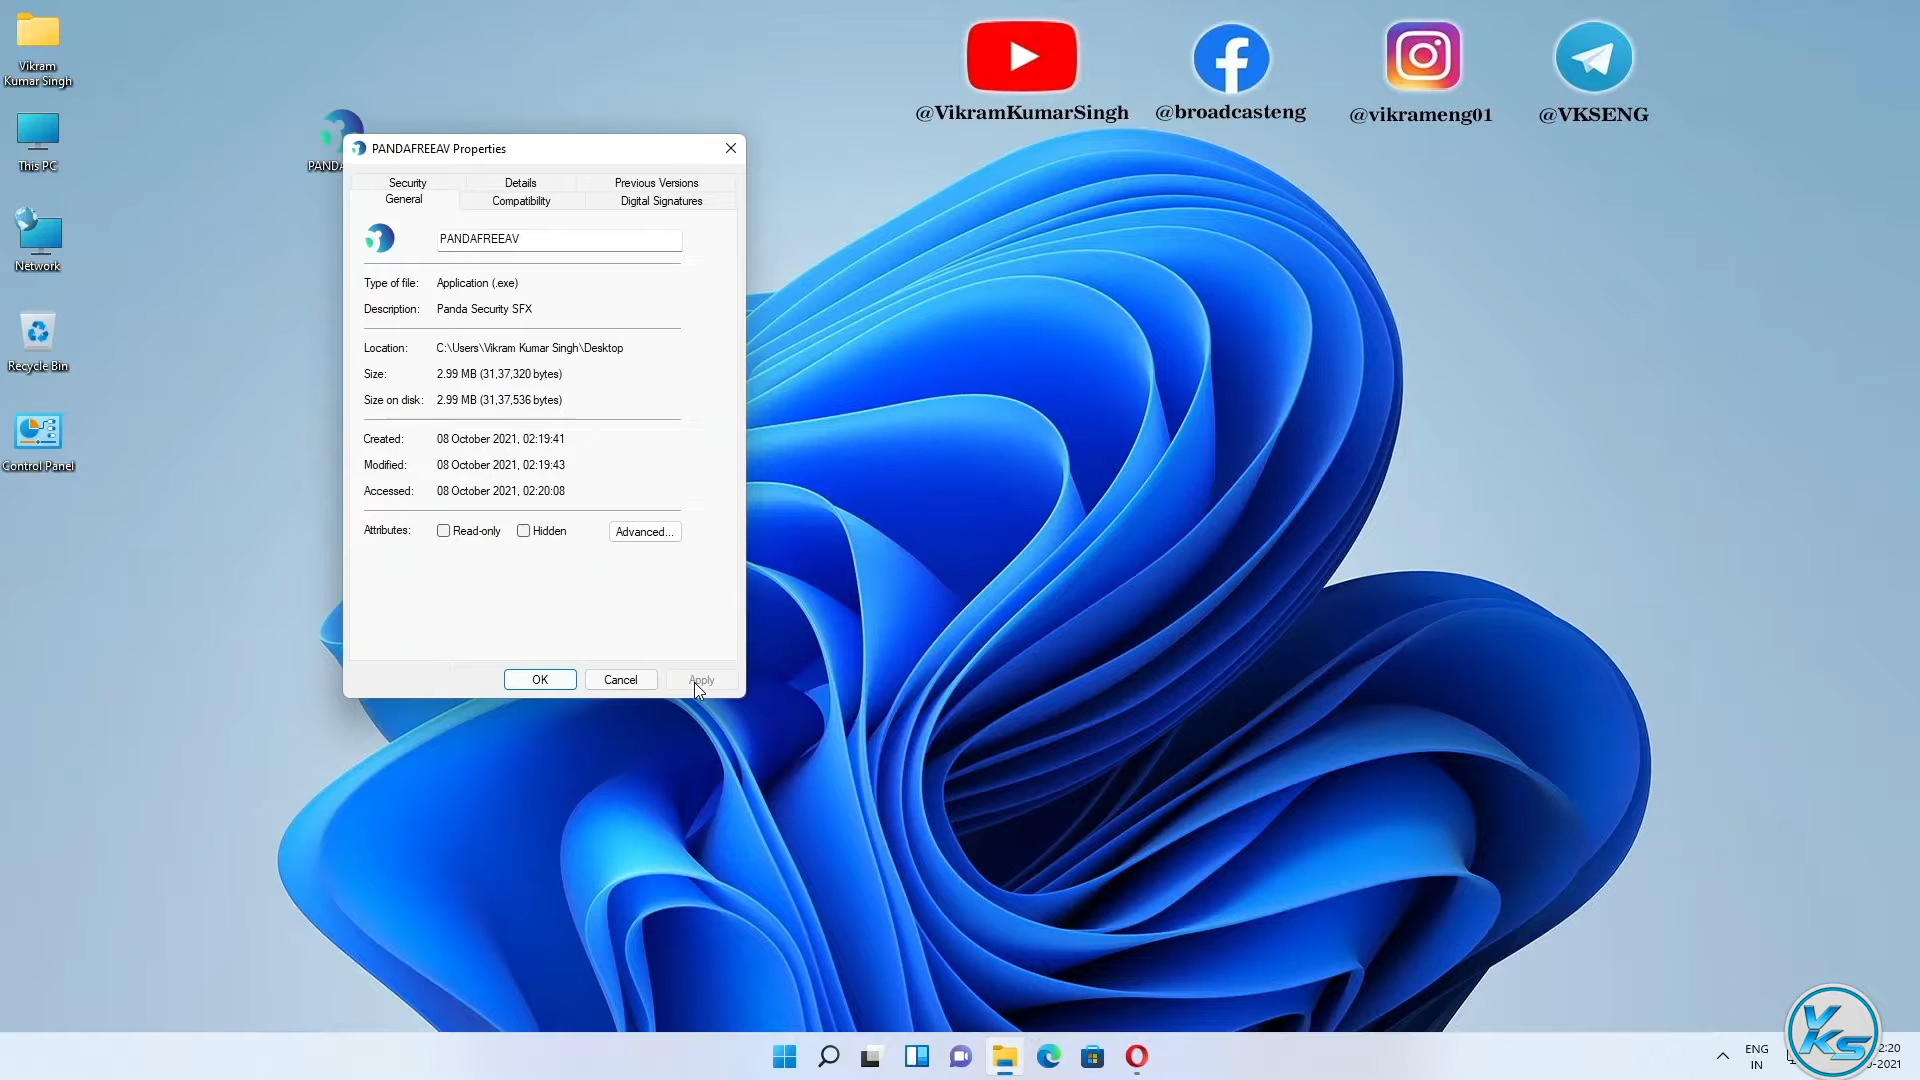 Vikram
Kumar Singh
This PC
Network
Recycle Bin
Control Panel
@VikramKumarSingh
@broadcasteng
@vikrameng01
@VKSENG
PANDA
PANDAFREEAV Properties
Security
Details
Previous Versions
General
Compatibility
Digital Signatures
PANDAFREEAV
Type of file: Application (.exe)
Description: Panda Security SFX
Location: C:\Users\Vikram Kumar Singh\Desktop
Size: 2.99 MB (31,37,320 bytes)
Size on disk: 2.99 MB (31,37,536 bytes)
Created: 08 October 2021, 02:19:41
Modified: 08 October 2021, 02:19:43
Accessed: 08 October 2021, 02:20:08
Attributes: Read-only Hidden Advanced...
OK Cancel Apply
ENG
IN
VKS
2:20
-2021